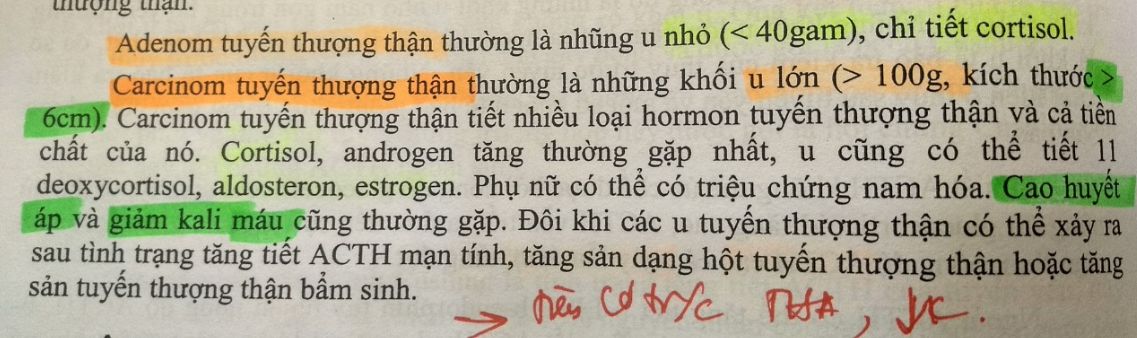 thượng thận.
Adenom tuyến thượng thận thường là nhũng u nhỏ (< 40gam), chỉ tiết cortisol.
Carcinom tuyến thượng thận thường là những khối u lớn (> 100g, kích thước >
6cm). Carcinom tuyến thượng thận tiết nhiều loại hormon tuyến thượng thận và cả tiền
chất của nó. Cortisol, androgen tăng thường gặp nhất, u cũng có thể tiết 11
deoxycortisol, aldosteron, estrogen. Phụ nữ có thể có triệu chứng nam hóa. Cao huyết
áp và giảm kali máu cũng thường gặp. Đôi khi các u tuyến thượng thận có thể xảy ra
sau tình trạng tăng tiết ACTH mạn tính, tăng sản dạng hột tuyến thượng thận hoặc tăng
sản tuyến thượng thận bẩm sinh.
→ nên có tr/c